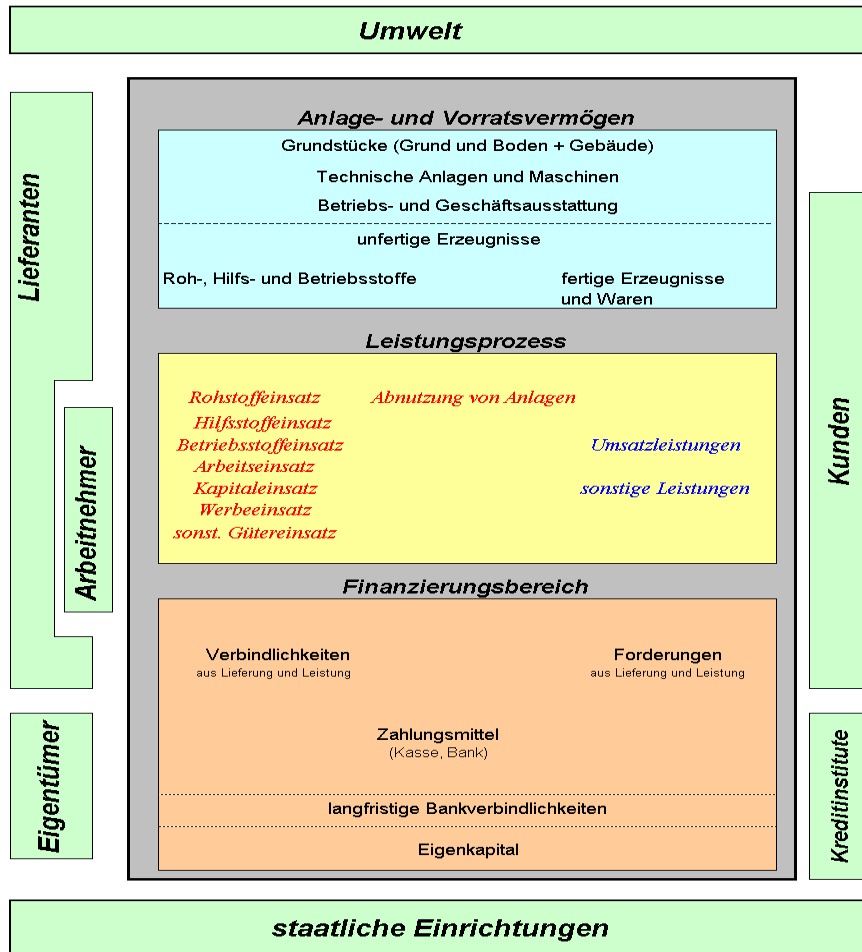 Umwelt
Lieferanten
Arbeitnehmer
Eigentümer
Anlage- und Vorratsvermögen
Grundstücke (Grund und Boden + Gebäude)
Technische Anlagen und Maschinen
Betriebs- und Geschäftsausstattung
unfertige Erzeugnisse
Roh-, Hilfs- und Betriebsstoffe
fertige Erzeugnisse
und Waren
Leistungsprozess
Rohstoffeinsatz
Abnutzung von Anlagen
Hilfsstoffeinsatz
Betriebsstoffeinsatz
Umsatzleistungen
Arbeitseinsatz
Kapitaleinsatz
sonstige Leistungen
Werbeeinsatz
sonst. Gütereinsatz
Finanzierungsbereich
Verbindlichkeiten
aus Lieferung und Leistung
Forderungen
aus Lieferung und Leistung
Zahlungsmittel
(Kasse, Bank)
langfristige Bankverbindlichkeiten
Eigenkapital
Kunden
Kreditinstitute
staatliche Einrichtungen